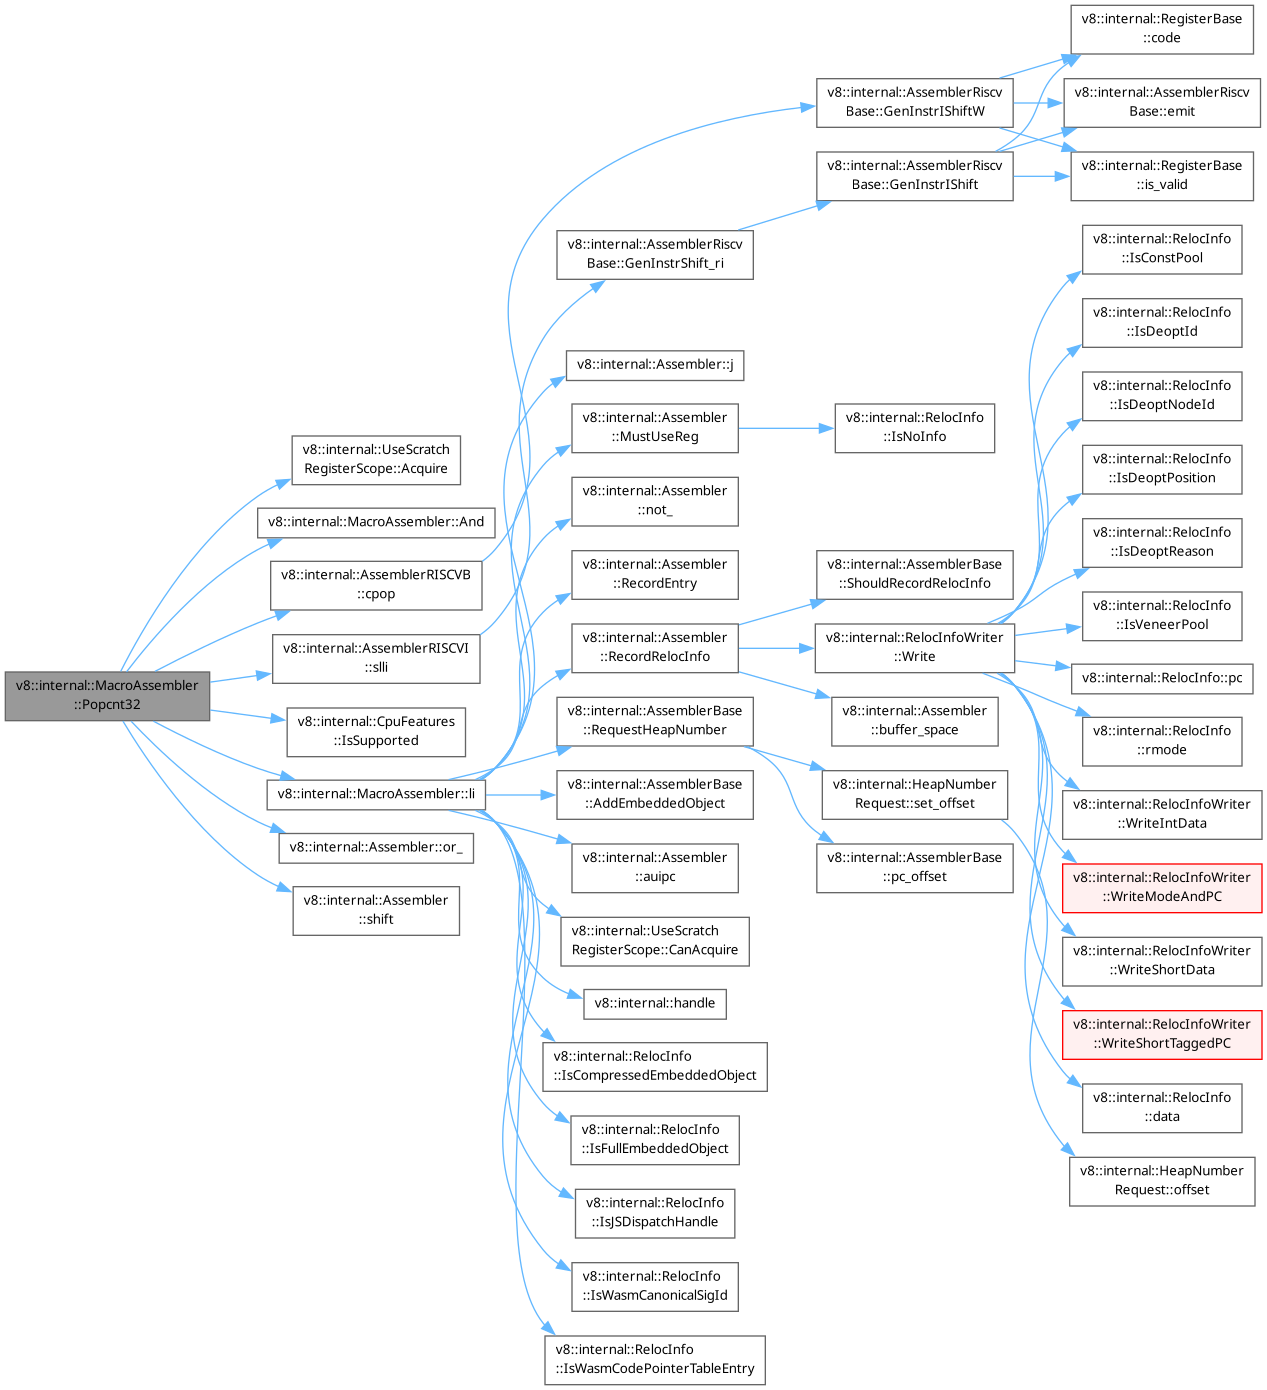 v8::internal::MacroAssembler
::Popcnt32
v8::internal::UseScratch
RegisterScope::Acquire
v8::internal::MacroAssembler::And
v8::internal::AssemblerRISCVB
::cpop
v8::internal::AssemblerRISCVI
::slli
v8::internal::CpuFeatures
::IsSupported
v8::internal::MacroAssembler::li
v8::internal::Assembler::or_
v8::internal::Assembler
::shift
v8::internal::AssemblerRiscv
Base::GenInstrShift_ri
v8::internal::Assembler::j
v8::internal::Assembler
::MustUseReg
v8::internal::Assembler
::not_
v8::internal::Assembler
::RecordEntry
v8::internal::Assembler
::RecordRelocInfo
v8::internal::AssemblerBase
::RequestHeapNumber
v8::internal::AssemblerBase
::AddEmbeddedObject
v8::internal::Assembler
::auipc
v8::internal::UseScratch
RegisterScope::CanAcquire
v8::internal::handle
v8::internal::RelocInfo
::IsCompressedEmbeddedObject
v8::internal::RelocInfo
::IsFullEmbeddedObject
v8::internal::RelocInfo
::IsJSDispatchHandle
v8::internal::RelocInfo
::IsWasmCanonicalSigId
v8::internal::RelocInfo
::IsWasmCodePointerTableEntry
v8::internal::AssemblerRiscv
Base::GenInstrIShiftW
v8::internal::AssemblerRiscv
Base::GenInstrIShift
v8::internal::RelocInfo
::IsNoInfo
v8::internal::AssemblerBase
::ShouldRecordRelocInfo
v8::internal::RelocInfoWriter
::Write
v8::internal::Assembler
::buffer_space
v8::internal::HeapNumber
Request::set_offset
v8::internal::AssemblerBase
::pc_offset
v8::internal::RegisterBase
::code
v8::internal::AssemblerRiscv
Base::emit
v8::internal::RegisterBase
::is_valid
v8::internal::RelocInfo
::IsConstPool
v8::internal::RelocInfo
::IsDeoptId
v8::internal::RelocInfo
::IsDeoptNodeId
v8::internal::RelocInfo
::IsDeoptPosition
v8::internal::RelocInfo
::IsDeoptReason
v8::internal::RelocInfo
::IsVeneerPool
v8::internal::RelocInfo::pc
v8::internal::RelocInfo
::rmode
v8::internal::RelocInfoWriter
::WriteIntData
v8::internal::RelocInfoWriter
::WriteModeAndPC
v8::internal::RelocInfoWriter
::WriteShortData
v8::internal::RelocInfoWriter
::WriteShortTaggedPC
v8::internal::RelocInfo
::data
v8::internal::HeapNumber
Request::offset